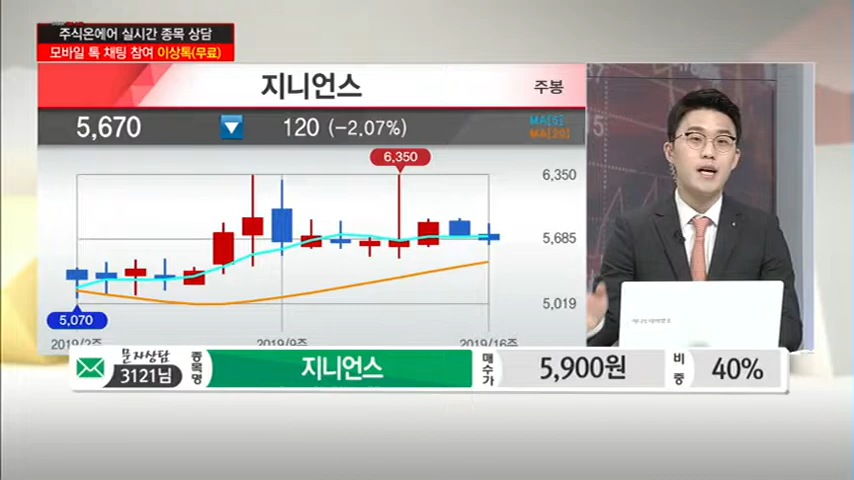 주식온에어 실시간 종목 상담
모바일 톡 채팅 참여 이상톡(무료)
지니언스
주봉
5,670 ▼ 120 (-2.07%)
MA[5]
MA[20]
6,350
6,350
5,685
5,019
5,070
2019/2주
2019/9주
2019/16주
문자상담
3121님
종목명
지니언스
매수가
5,900원
비중
40%